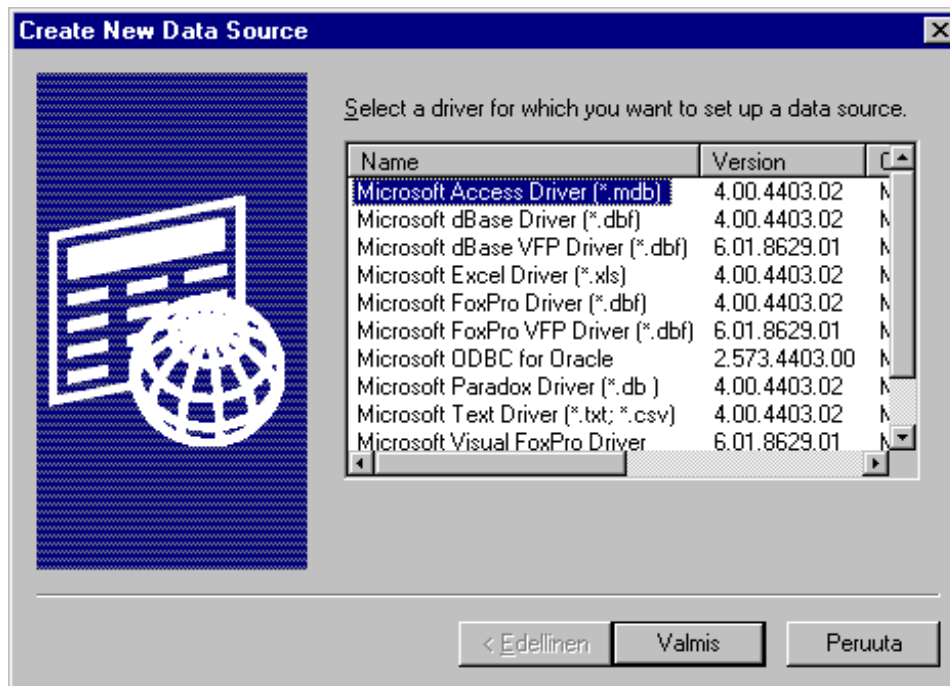 Create New Data Source
Select a driver for which you want to set up a data source.
Name Version
Microsoft Access Driver (*.mdb) 4.00.4403.02
Microsoft dBase Driver (*.dbf) 4.00.4403.02
Microsoft dBase VFP Driver (*.dbf) 6.01.8629.01
Microsoft Excel Driver (*.xls) 4.00.4403.02
Microsoft FoxPro Driver (*.dbf) 4.00.4403.02
Microsoft FoxPro VFP Driver (*.dbf) 6.01.8629.01
Microsoft ODBC for Oracle 2.573.4403.00
Microsoft Paradox Driver (*.db ) 4.00.4403.02
Microsoft Text Driver (*.txt; *.csv) 4.00.4403.02
Microsoft Visual FoxPro Driver 6.01.8629.01
< Edellinen Valmis Peruuta